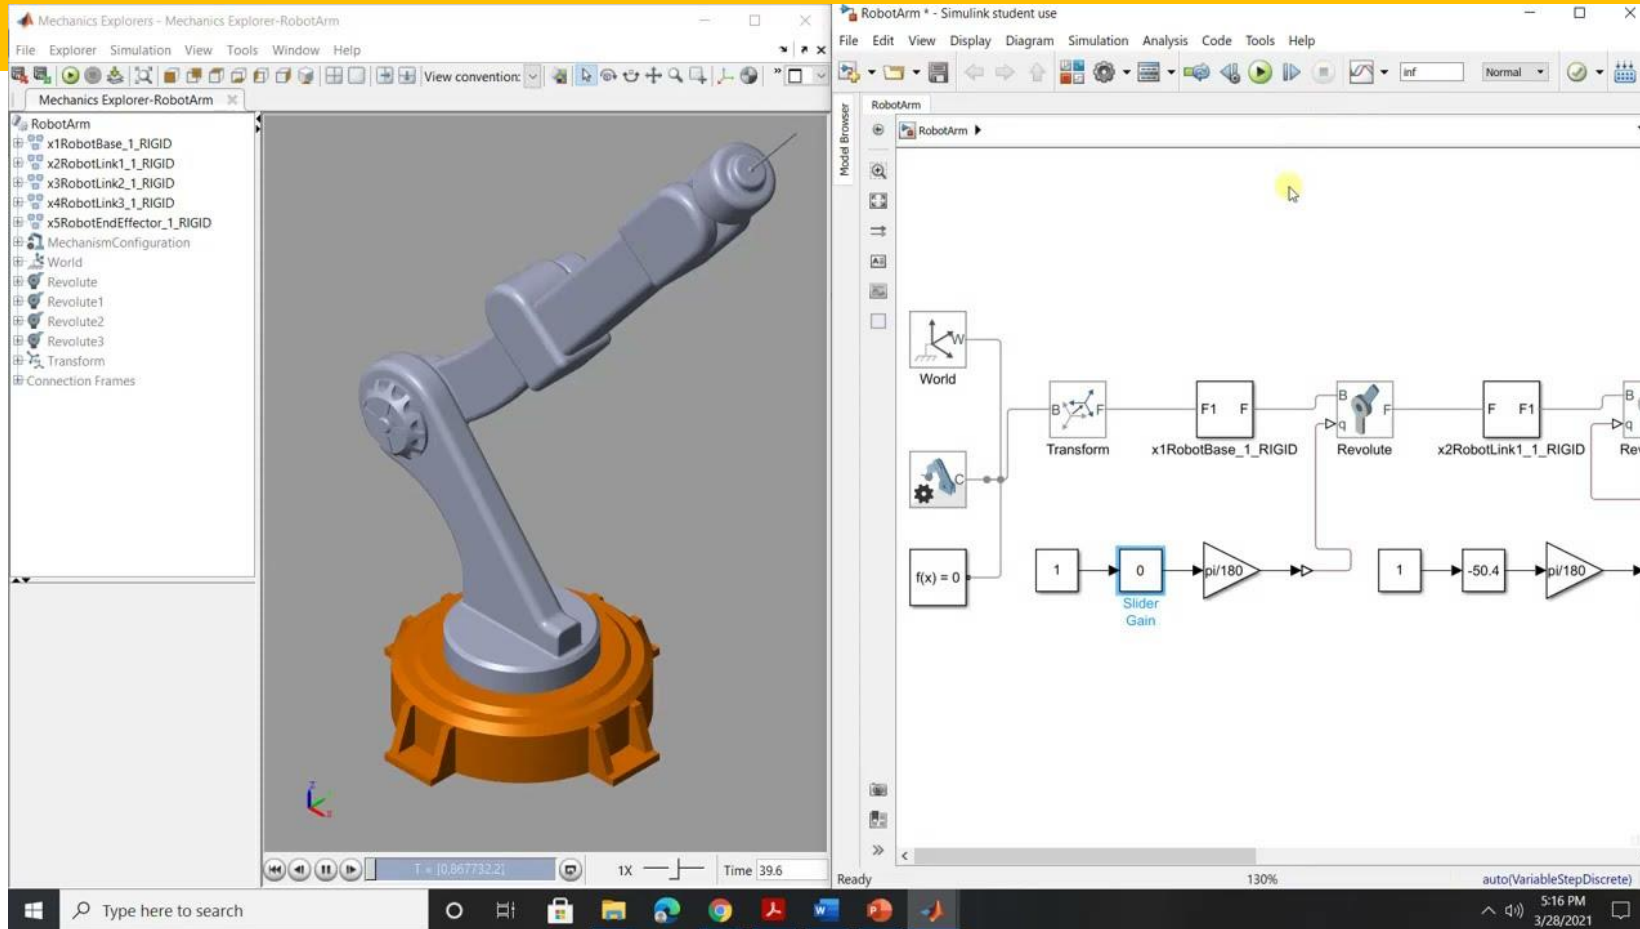 Mechanics Explorers - Mechanics Explorer-RobotArm
File Explorer Simulation View Tools Window Help
View convention:
Mechanics Explorer-RobotArm
RobotArm
x1RobotBase_1_RIGID
x2RobotLink1_1_RIGID
x3RobotLink2_1_RIGID
x4RobotLink3_1_RIGID
x5RobotEndEffector_1_RIGID
MechanismConfiguration
World
Revolute
Revolute1
Revolute2
Revolute3
Transform
Connection Frames
Z
X
T = [0,867732.2]
1X
Time 39.6
RobotArm * - Simulink student use
File Edit View Display Diagram Simulation Analysis Code Tools Help
inf
Normal
RobotArm
Model Browser
RobotArm
W
World
C
f(x) = 0
B F
Transform
F1 F
x1RobotBase_1_RIGID
B F
q
Revolute
F F1
x2RobotLink1_1_RIGID
B
q
Rev
1
0
pi/180
Slider
Gain
1
-50.4
pi/180
Ready
130%
auto(VariableStepDiscrete)
Type here to search
5:16 PM
3/28/2021